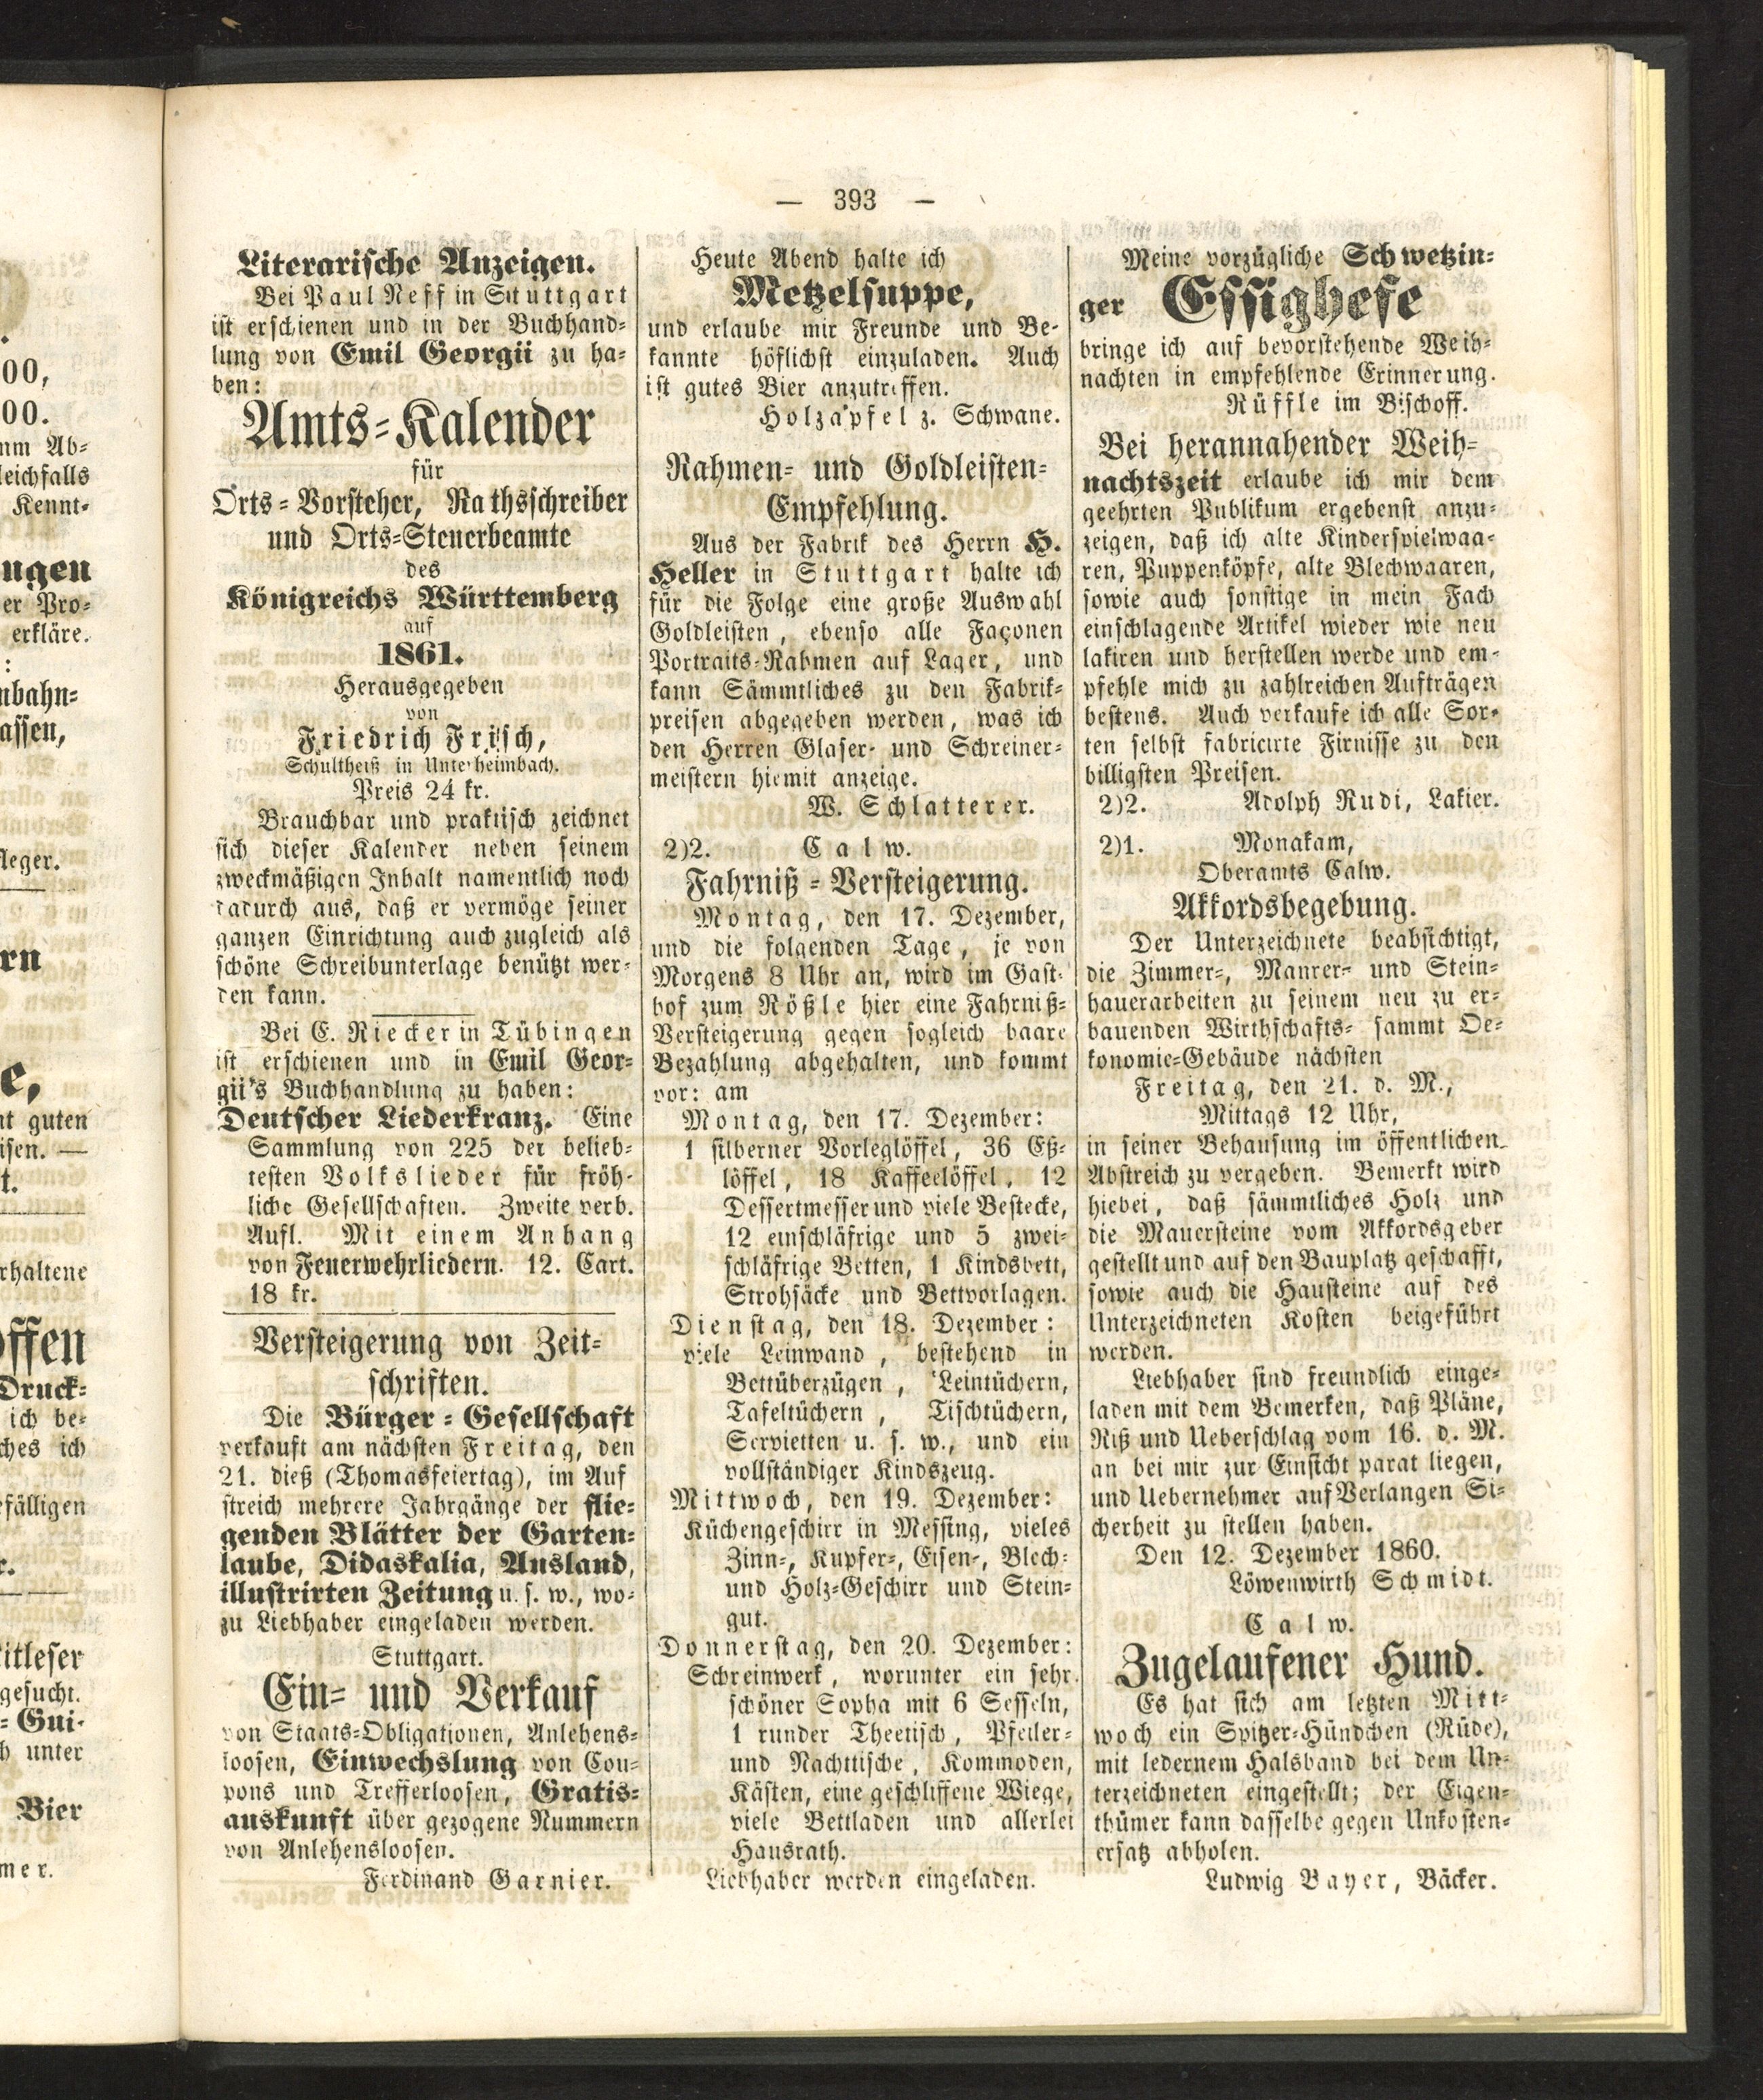 — 393 —
Literarische Anzeigen.
Bei Paul Neff in Stuttgart
ist erschienen und in der Buchhand-
lung von Emil Georgii zu ha-
ben:
Amts-Kalender
für
Orts-Vorsteher, Rathsschreiber
und Orts-Steuerbeamte
des
Königreichs Württemberg
auf
1861.
Herausgegeben
von
Friedrich Frisch,
Schultheiß in Unterheimbach.
Preis 24 kr.
Brauchbar und praktisch zeichnet
sich dieser Kalender neben seinem
zweckmäßigen Inhalt namentlich noch
dadurch aus, daß er vermöge seiner
ganzen Einrichtung auch zugleich als
schöne Schreibunterlage benützt wer-
den kann.
Bei C. Riecker in Tübingen
ist erschienen und in Emil Geor-
gii's Buchhandlung zu haben:
Deutscher Liederkranz. Eine
Sammlung von 225 der belieb-
testen Volkslieder für fröh-
liche Gesellschaften. Zweite verb.
Aufl. Mit einem Anhang
von Feuerwehrliedern. 12. Cart.
18 kr.
Versteigerung von Zeit-
schriften.
Die Bürger-Gesellschaft
verkauft am nächsten Freitag, den
21. dieß (Thomasfeiertag), im Auf
streich mehrere Jahrgänge der flie-
genden Blätter der Garten-
laube, Didaskalia, Ausland,
illustrirten Zeitung u. s. w., wo-
zu Liebhaber eingeladen werden.
Stuttgart.
Ein- und Verkauf
von Staats-Obligationen, Anlehens-
loosen, Einwechslung von Cou-
pons und Trefferloosen, Gratis-
auskunft über gezogene Nummern
von Anlehensloosen.
Ferdinand Garnier.
Heute Abend halte ich
Metzelsuppe,
und erlaube mir Freunde und Be-
kannte höflichst einzuladen. Auch
ist gutes Bier anzutreffen.
Holzapfel z. Schwane.
Rahmen- und Goldleisten-
Empfehlung.
Aus der Fabrik des Herrn H.
Heller in Stuttgart halte ich
für die Folge eine große Auswahl
Goldleisten, ebenso alle Façonen
Portraits-Rahmen auf Lager, und
kann Sämmtliches zu den Fabrik-
preisen abgegeben werden, was ich
den Herren Glaser- und Schreiner-
meistern hiemit anzeige.
W. Schlatterer.
2)2. Calw.
Fahrniß-Versteigerung.
Montag, den 17. Dezember,
und die folgenden Tage, je von
Morgens 8 Uhr an, wird im Gast-
hof zum Rößle hier eine Fahrniß-
Versteigerung gegen sogleich baare
Bezahlung abgehalten, und kommt
vor: am
Montag, den 17. Dezember:
1 silberner Vorleglöffel, 36 Eß-
löffel, 18 Kaffeelöffel, 12
Dessertmesser und viele Bestecke,
12 einschläfrige und 5 zwei-
schläfrige Betten, 1 Kindsbett,
Strohsäcke und Bettvorlagen.
Dienstag, den 18. Dezember:
viele Leinwand, bestehend in
Bettüberzügen, Leintüchern,
Tafeltüchern, Tischtüchern,
Servietten u. s. w., und ein
vollständiger Kindszeug.
Mittwoch, den 19. Dezember:
Küchengeschirr in Messing, vieles
Zinn-, Kupfer-, Eisen-, Blech-
und Holz-Geschirr und Stein-
gut.
Donnerstag, den 20. Dezember:
Schreinwerk, worunter ein sehr
schöner Sopha mit 6 Sesseln,
1 runder Theetisch, Pfeiler-
und Nachttische, Kommoden,
Kästen, eine geschliffene Wiege,
viele Bettladen und allerlei
Hausrath.
Liebhaber werden eingeladen.
Meine vorzügliche Schwetzin-
ger Essighefe
bringe ich auf bevorstehende Weih-
nachten in empfehlende Erinnerung.
Rüffle im Bischoff.
Bei herannahender Weih-
nachtszeit erlaube ich mir dem
geehrten Publikum ergebenst anzu-
zeigen, daß ich alte Kinderspielwaa-
ren, Puppenköpfe, alte Blechwaaren,
sowie auch sonstige in mein Fach
einschlagende Artikel wieder wie neu
lakiren und herstellen werde und em-
pfehle mich zu zahlreichen Aufträgen
bestens. Auch verkaufe ich alle Sor-
ten selbst fabricirte Firnisse zu den
billigsten Preisen.
2)2. Adolph Rudi, Lakier.
2)1. Monakam,
Oberamts Calw.
Akkordsbegebung.
Der Unterzeichnete beabsichtigt,
die Zimmer-, Maurer- und Stein-
hauerarbeiten zu seinem neu zu er-
bauenden Wirthschafts- sammt Oe-
konomie-Gebäude nächsten
Freitag, den 21. d. M.,
Mittags 12 Uhr,
in seiner Behausung im öffentlichen
Abstreich zu vergeben. Bemerkt wird
hiebei, daß sämmtliches Holz und
die Mauersteine vom Akkordsgeber
gestellt und auf den Bauplatz geschafft,
sowie auch die Hausteine auf des
Unterzeichneten Kosten beigeführt
werden.
Liebhaber sind freundlich einge-
laden mit dem Bemerken, daß Pläne,
Riß und Ueberschlag vom 16. d. M.
an bei mir zur Einsicht parat liegen,
und Uebernehmer auf Verlangen Si-
cherheit zu stellen haben.
Den 12. Dezember 1860.
Löwenwirth Schmidt.
Calw.
Zugelaufener Hund.
Es hat sich am letzten Mitt-
woch ein Spitzer-Hündchen (Rüde),
mit ledernem Halsband bei dem Un-
terzeichneten eingestellt; der Eigen-
thümer kann dasselbe gegen Unkosten-
ersatz abholen.
Ludwig Bayer, Bäcker.